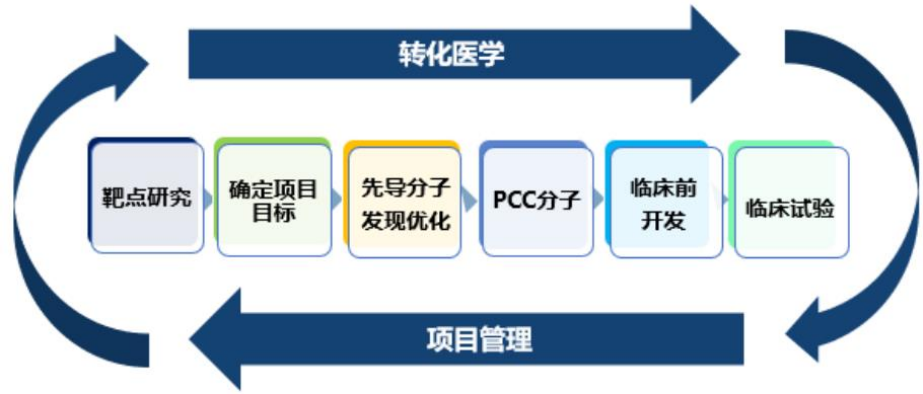 转化医学
靶点研究
确定项目
目标
先导分子
发现优化
PCC分子
临床前
开发
临床试验
项目管理